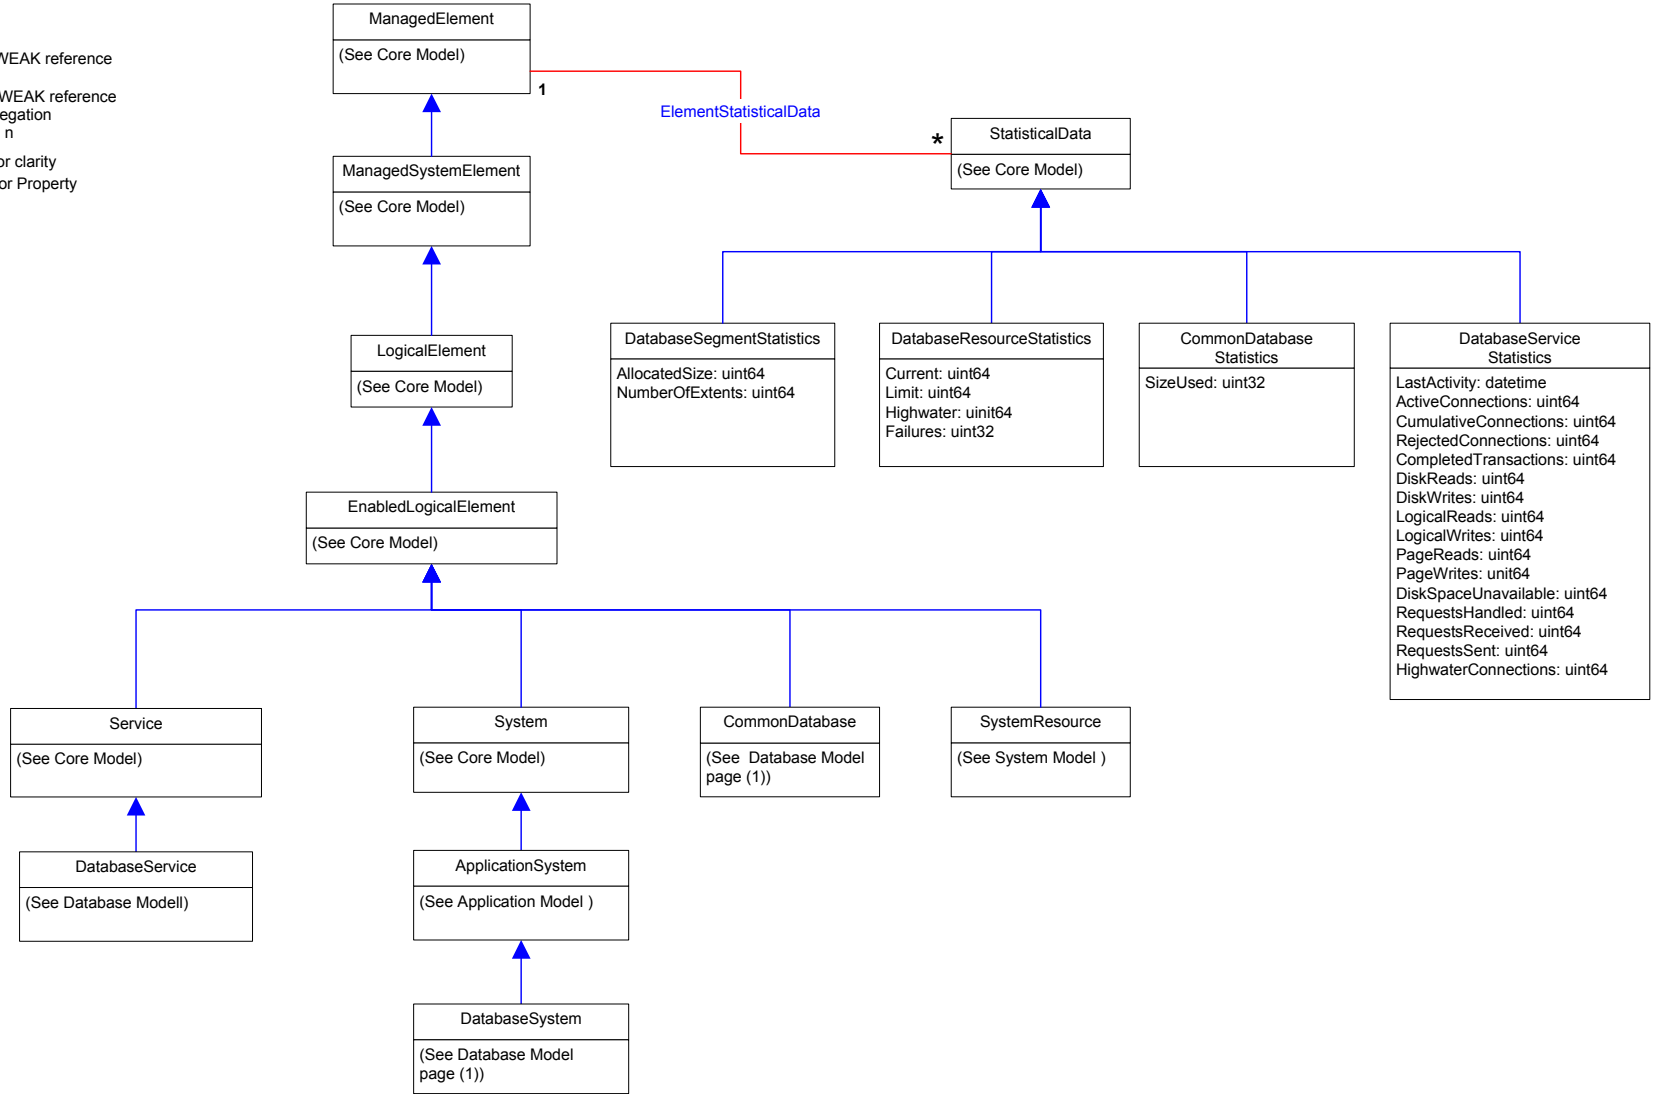 WEAK reference
WEAK reference
egation
n
or clarity
or Property
ManagedElement
(See Core Model)
1
ElementStatisticalData
*
StatisticalData
(See Core Model)
ManagedSystemElement
(See Core Model)
LogicalElement
(See Core Model)
DatabaseSegmentStatistics
AllocatedSize: uint64
NumberOfExtents: uint64
DatabaseResourceStatistics
Current: uint64
Limit: uint64
Highwater: uinit64
Failures: uint32
CommonDatabase
Statistics
SizeUsed: uint32
DatabaseService
Statistics
LastActivity: datetime
ActiveConnections: uint64
CumulativeConnections: uint64
RejectedConnections: uint64
CompletedTransactions: uint64
DiskReads: uint64
DiskWrites: uint64
LogicalReads: uint64
LogicalWrites: uint64
PageReads: uint64
PageWrites: unit64
DiskSpaceUnavailable: uint64
RequestsHandled: uint64
RequestsReceived: uint64
RequestsSent: uint64
HighwaterConnections: uint64
EnabledLogicalElement
(See Core Model)
Service
(See Core Model)
System
(See Core Model)
CommonDatabase
(See  Database Model
page (1))
SystemResource
(See System Model )
DatabaseService
(See Database Modell)
ApplicationSystem
(See Application Model )
DatabaseSystem
(See Database Model
page (1))